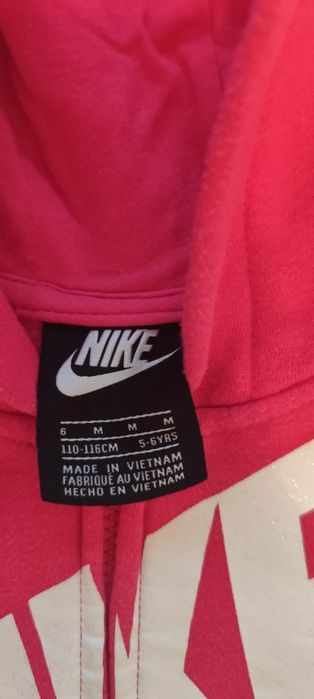 NIKE
6 M M M
110-116CM 5-6YRS
MADE IN VIETNAM
FABRIQUÉ AU VIETNAM
HECHO EN VIETNAM